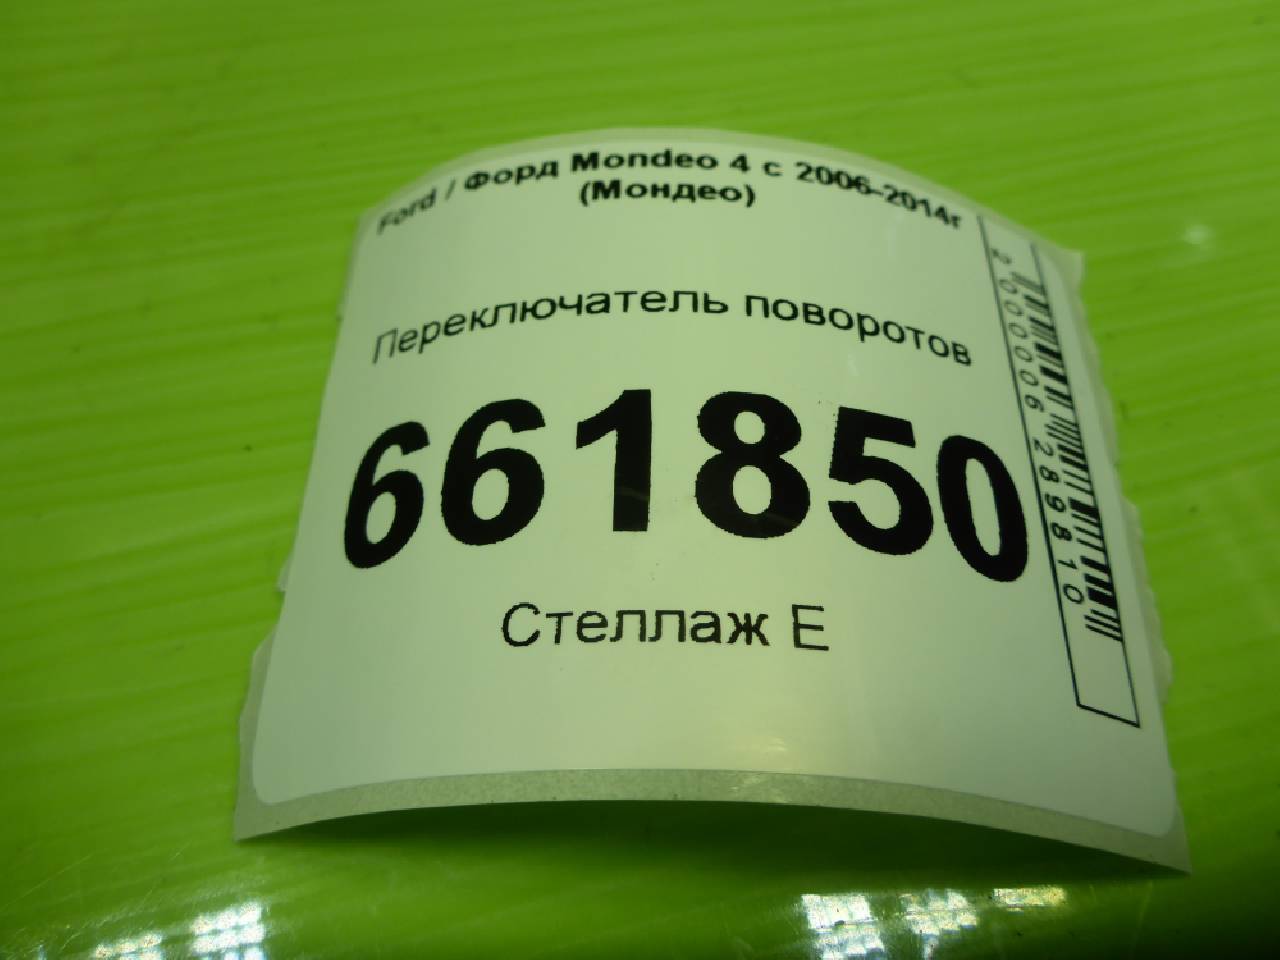 Ford / Форд Mondeo 4 с 2006-2014г
(Мондео)
Переключатель поворотов
661850
Стеллаж Е
2000006289810